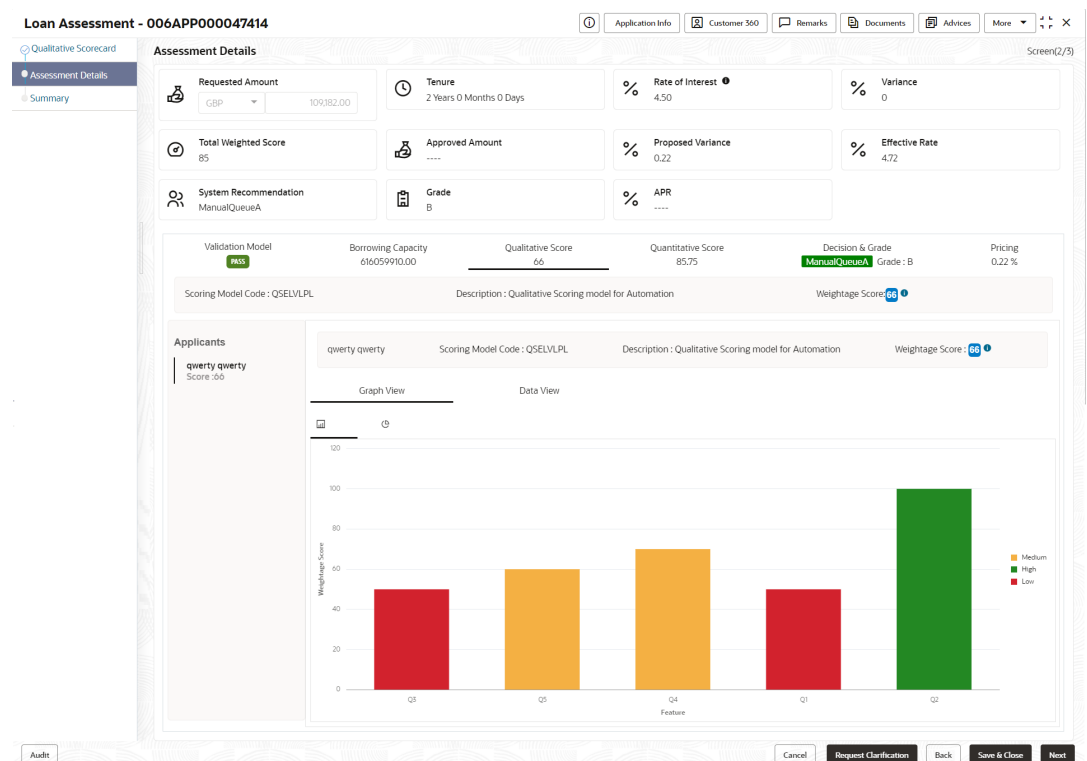 Loan Assessment - 006APP000047414
Application Info
Customer 360
Remarks
Documents
Advices
More
Qualitative Scorecard
Assessment Details
Summary
Assessment Details
Screen(2/3)
Requested Amount
GBP
109,182.00
Tenure
2 Years 0 Months 0 Days
Rate of Interest
4.50
Variance
0
Total Weighted Score
85
Approved Amount
----
Proposed Variance
0.22
Effective Rate
4.72
System Recommendation
ManualQueueA
Grade
B
APR
----
Validation Model
PASS
Borrowing Capacity
616059910.00
Qualitative Score
66
Quantitative Score
85.75
Decision & Grade
ManualQueueA Grade : B
Pricing
0.22 %
Scoring Model Code : QSELVLPL
Description : Qualitative Scoring model for Automation
Weightage Score: 66
Applicants
qwerty qwerty
Score :66
qwerty qwerty
Scoring Model Code : QSELVLPL
Description : Qualitative Scoring model for Automation
Weightage Score : 66
Graph View
Data View
120
100
80
60
40
20
0
Weightage Score
Q3
Q5
Q4
Q1
Q2
Feature
Medium
High
Low
Audit
Cancel
Request Clarification
Back
Save & Close
Next